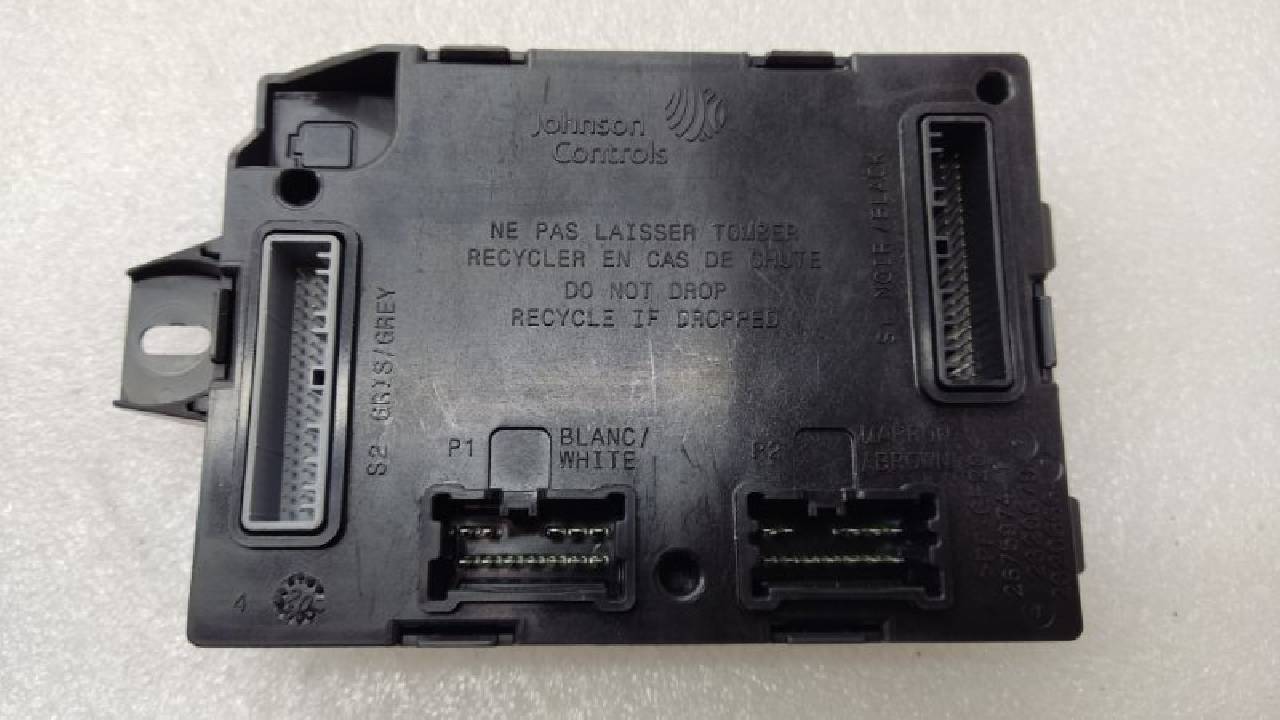 Johnson
Controls
NE PAS LAISSER TOMBER
RECYCLER EN CAS DE CHUTE
DO NOT DROP
RECYCLE IF DROPPED
S1 NOIR/BLACK
S2 GRIS/GREY
P1
BLANC/
WHITE
P2
MARRON
/BROWN
4
20